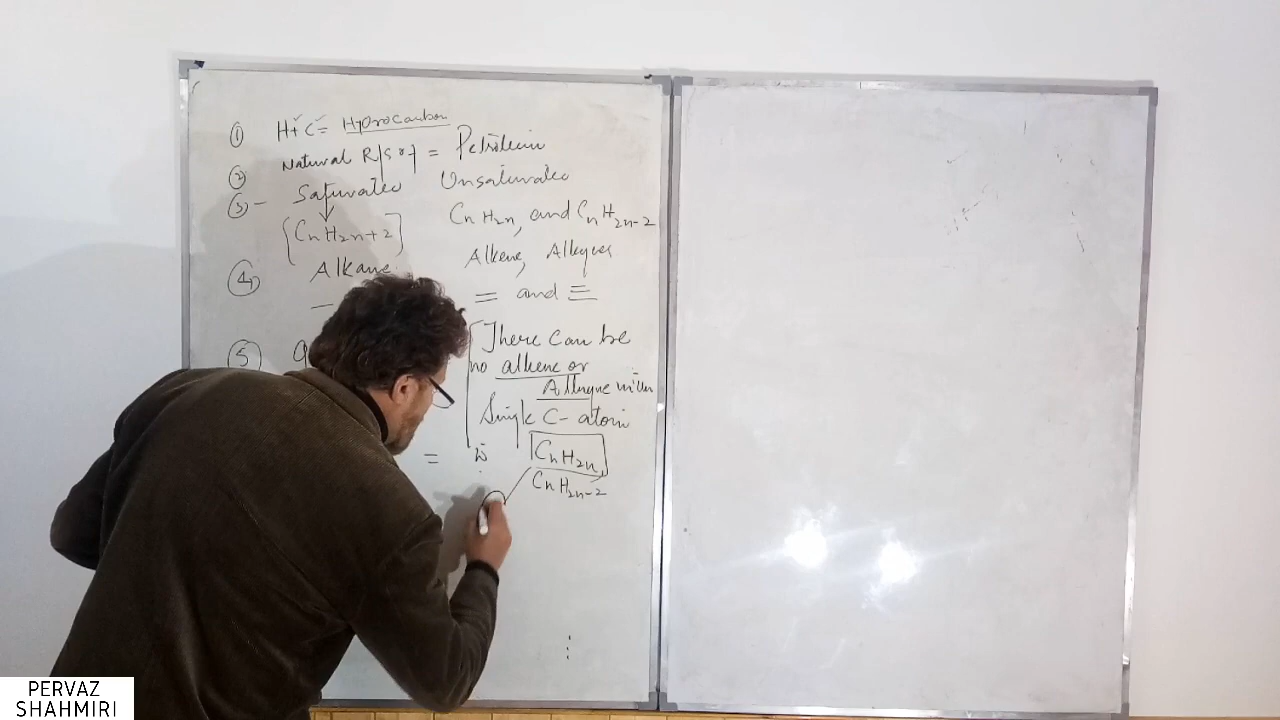 ① H+C= Hydrocarbon
② Natural R/S of = Petroleum
③ - Saturated Unsaturated
{CnH2n+2} CnH2n, and CnH2n-2
④ Alkane Alkene, Alkynes
— = and ≡
⑤ There can be
no alkene or
Alkyne with
Single C-atom
= CnH2n
CnH2n-2
PERVAZ
SHAHMIRI